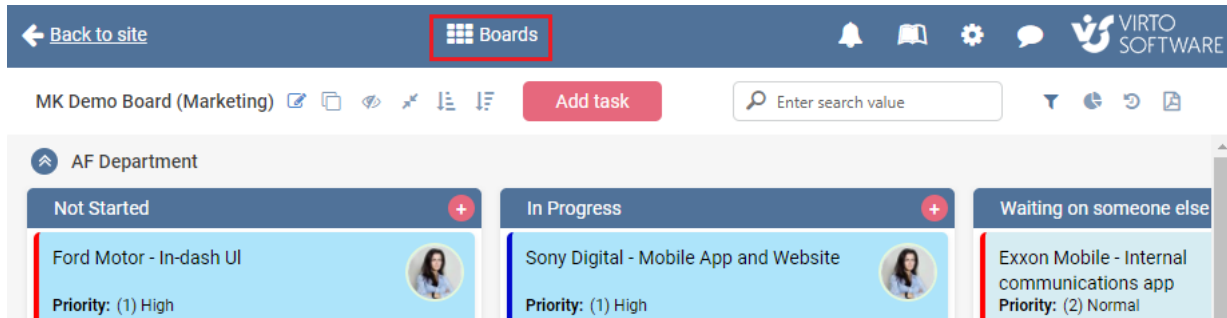 Back to site
Boards
VIRTO
SOFTWARE
MK Demo Board (Marketing)
Add task
Enter search value
AF Department
Not Started
In Progress
Waiting on someone else
Ford Motor - In-dash UI
Priority: (1) High
Sony Digital - Mobile App and Website
Priority: (1) High
Exxon Mobile - Internal
communications app
Priority: (2) Normal